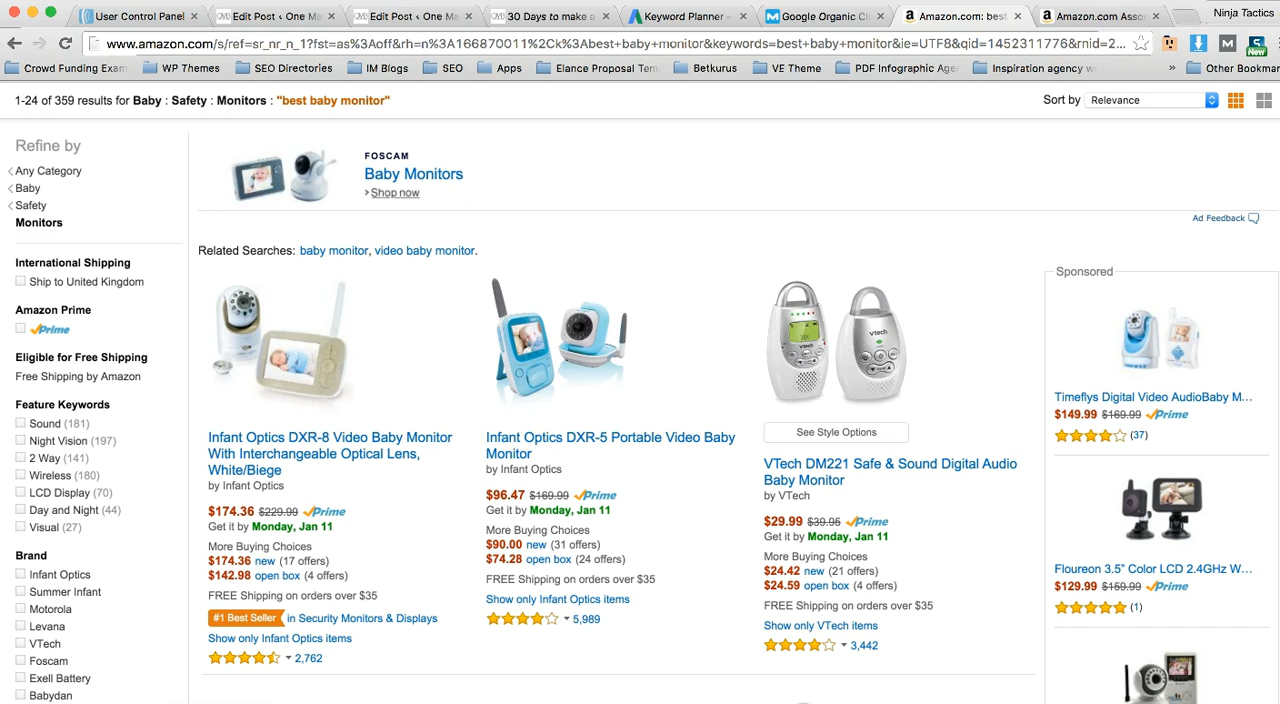 User Control Panel
Edit Post ‹ One Ma
Edit Post ‹ One Ma
30 Days to make a
Keyword Planner –
Google Organic Cl
Amazon.com: best
Amazon.com Asso
Ninja Tactics
www.amazon.com/s/ref=sr_nr_n_1?fst=as%3Aoff&rh=n%3A166870011%2Ck%3Abest+baby+monitor&keywords=best+baby+monitor&ie=UTF8&qid=1452311776&rnid=2...
Crowd Funding Exam
WP Themes
SEO Directories
IM Blogs
SEO
Apps
Elance Proposal Tem
Betkurus
VE Theme
PDF Infographic Age
Inspiration agency w
»
Other Bookmar
New
1-24 of 359 results for Baby : Safety : Monitors : "best baby monitor"
Sort by Relevance
Refine by
Any Category
Baby
Safety
Monitors
International Shipping
Ship to United Kingdom
Amazon Prime
Prime
Eligible for Free Shipping
Free Shipping by Amazon
Feature Keywords
Sound (181)
Night Vision (197)
2 Way (141)
Wireless (180)
LCD Display (70)
Day and Night (44)
Visual (27)
Brand
Infant Optics
Summer Infant
Motorola
Levana
VTech
Foscam
Exell Battery
Babydan
FOSCAM
Baby Monitors
› Shop now
Ad Feedback
Related Searches: baby monitor, video baby monitor.
Infant Optics DXR-8 Video Baby Monitor
With Interchangeable Optical Lens,
White/Biege
by Infant Optics
$174.36 $229.99 Prime
Get it by Monday, Jan 11
More Buying Choices
$174.36 new (17 offers)
$142.98 open box (4 offers)
FREE Shipping on orders over $35
#1 Best Seller in Security Monitors & Displays
Show only Infant Optics items
2,762
Infant Optics DXR-5 Portable Video Baby
Monitor
by Infant Optics
$96.47 $169.99 Prime
Get it by Monday, Jan 11
More Buying Choices
$90.00 new (31 offers)
$74.28 open box (24 offers)
FREE Shipping on orders over $35
Show only Infant Optics items
5,989
vtech
See Style Options
VTech DM221 Safe & Sound Digital Audio
Baby Monitor
by VTech
$29.99 $39.95 Prime
Get it by Monday, Jan 11
More Buying Choices
$24.42 new (21 offers)
$24.59 open box (4 offers)
FREE Shipping on orders over $35
Show only VTech items
3,442
Sponsored
Timeflys Digital Video AudioBaby M...
$149.99 $169.99 Prime
(37)
Floureon 3.5" Color LCD 2.4GHz W...
$129.99 $159.99 Prime
(1)